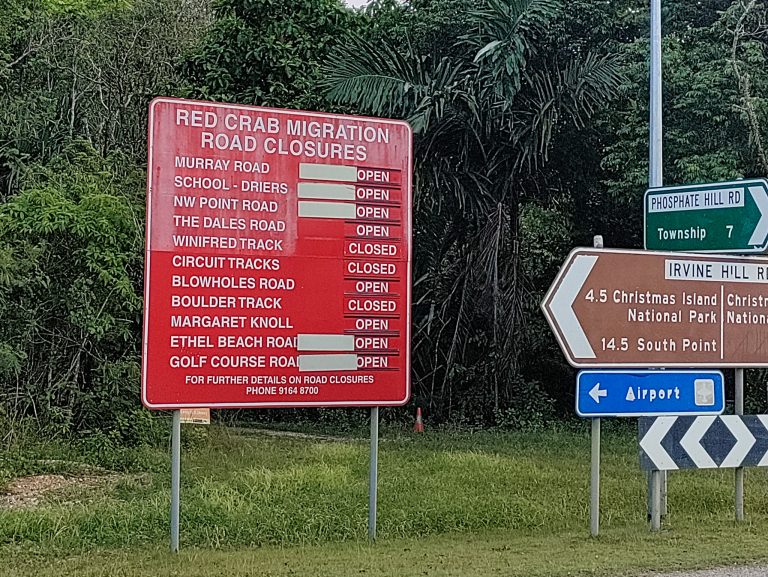 RED CRAB MIGRATION
ROAD CLOSURES
MURRAY ROAD OPEN
SCHOOL - DRIERS OPEN
NW POINT ROAD OPEN
THE DALES ROAD OPEN
WINIFRED TRACK CLOSED
CIRCUIT TRACKS CLOSED
BLOWHOLES ROAD OPEN
BOULDER TRACK CLOSED
MARGARET KNOLL OPEN
ETHEL BEACH ROAD OPEN
GOLF COURSE ROAD OPEN
FOR FURTHER DETAILS ON ROAD CLOSURES
PHONE 9164 8700
PHOSPHATE HILL RD
Township 7
IRVINE HILL RD
4.5 Christmas Island
National Park
14.5 South Point
Christm
Nationa
Airport